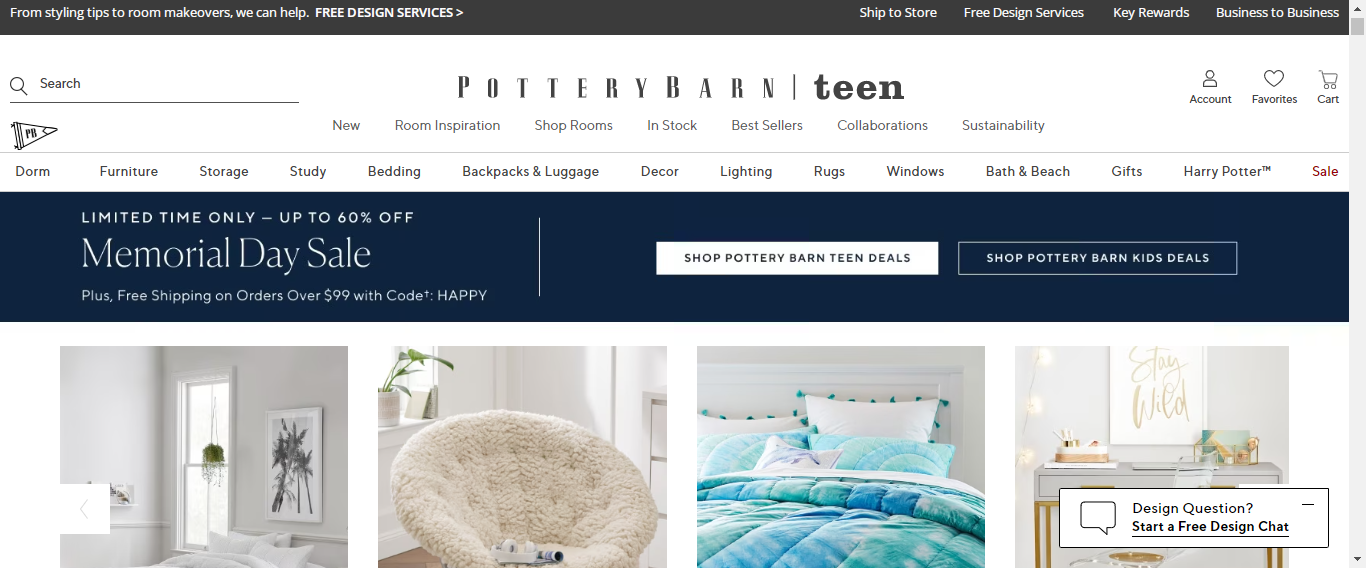 From styling tips to room makeovers, we can help. FREE DESIGN SERVICES >
Ship to Store Free Design Services Key Rewards Business to Business
Search
POTTERY BARN | teen
Account Favorites Cart
PB
New Room Inspiration Shop Rooms In Stock Best Sellers Collaborations Sustainability
Dorm Furniture Storage Study Bedding Backpacks & Luggage Decor Lighting Rugs Windows Bath & Beach Gifts Harry Potter™ Sale
LIMITED TIME ONLY – UP TO 60% OFF
Memorial Day Sale
Plus, Free Shipping on Orders Over $99 with Code†: HAPPY
SHOP POTTERY BARN TEEN DEALS
SHOP POTTERY BARN KIDS DEALS
Stay
Wild
Design Question?
Start a Free Design Chat